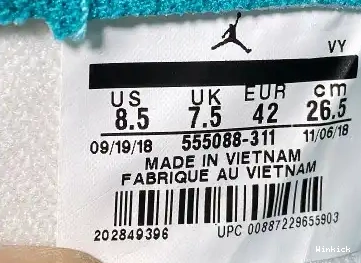 VY
US UK EUR cm
8.5 7.5 42 26.5
09/19/18 555088-311 11/06/18
MADE IN VIETNAM
FABRIQUE AU VIETNAM
202849396 UPC 00887229655903
Winkick